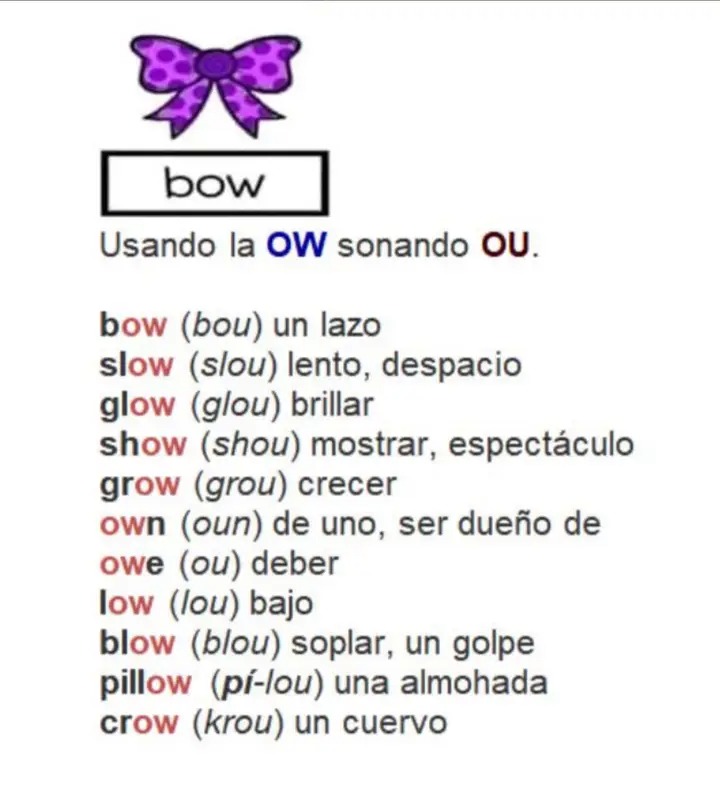 bow
Usando la OW sonando OU.
bow (bou) un lazo
slow (slou) lento, despacio
glow (glou) brillar
show (shou) mostrar, espectáculo
grow (grou) crecer
own (oun) de uno, ser dueño de
owe (ou) deber
low (lou) bajo
blow (blou) soplar, un golpe
pillow (pí-lou) una almohada
crow (krou) un cuervo